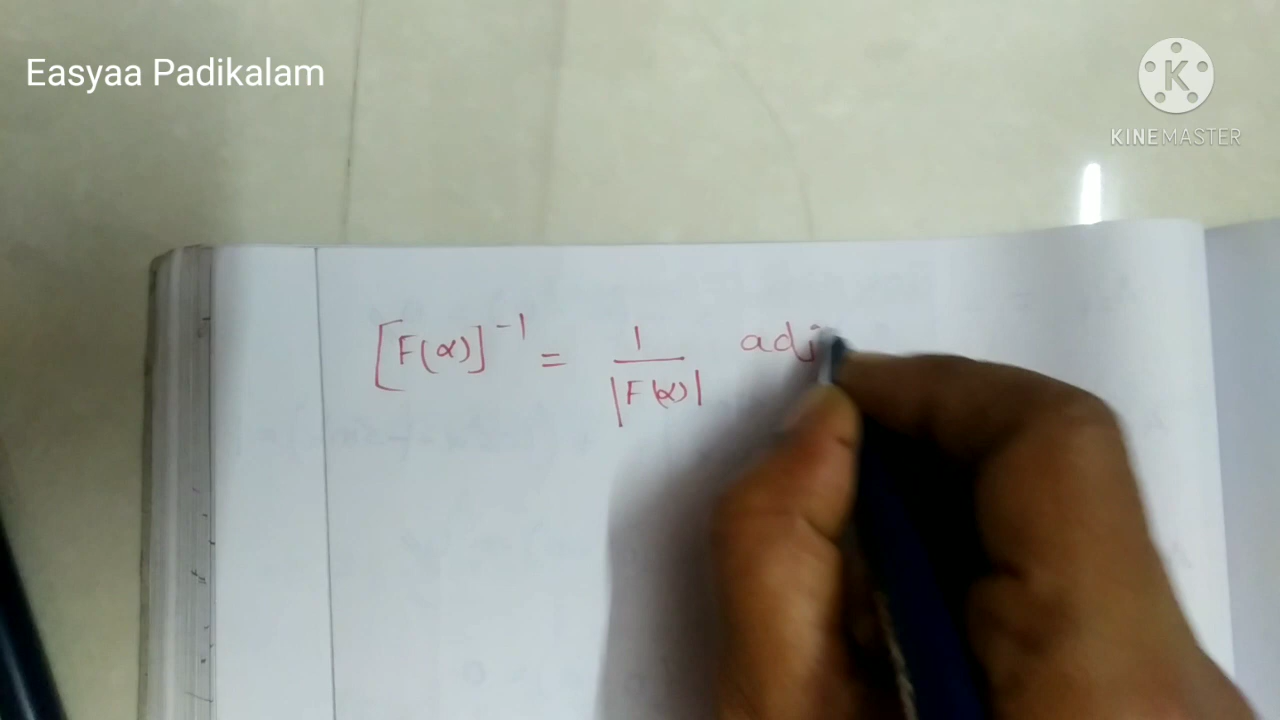 Easyaa Padikalam
K
KINEMASTER
[F(α)]⁻¹ = 1/|F(α)| adj